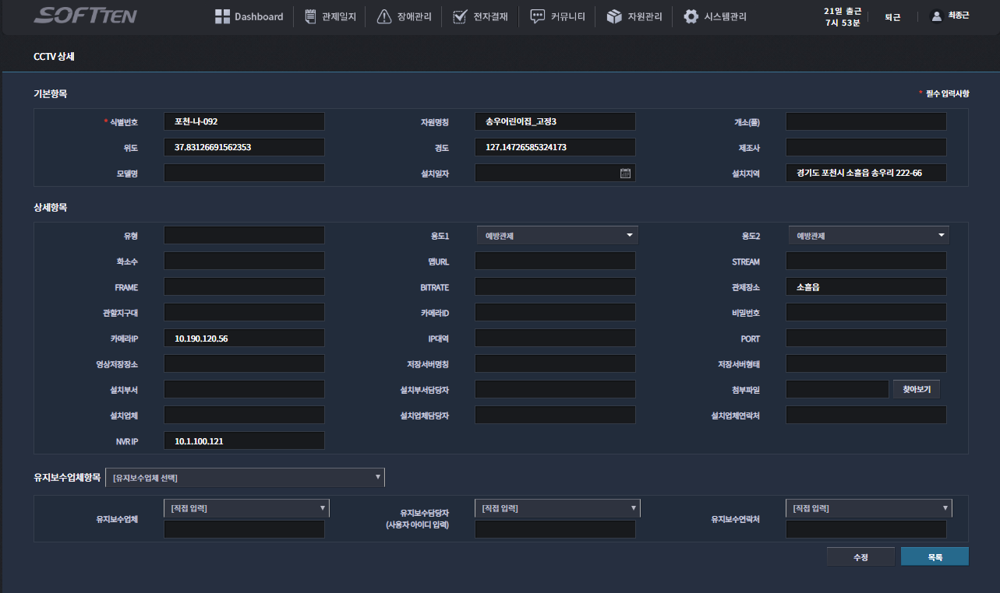 SOFTTEN
Dashboard 관제일지 장애관리 전자결재 커뮤니티 자원관리 시스템관리 21일 출근 7시 53분 퇴근 최종근
CCTV 상세
기본항목 * 필수 입력사항
* 식별번호 포천-나-092 자원명칭 송우어린이집_고정3 개소(폴)
위도 37.83126691562353 경도 127.14726585324173 제조사
모델명 설치일자 설치지역 경기도 포천시 소흘읍 송우리 222-66
상세항목
유형 용도1 예방관제 용도2 예방관제
화소수 맵URL STREAM
FRAME BITRATE 관제장소 소흘읍
관할지구대 카메라ID 비밀번호
카메라IP 10.190.120.56 IP대역 PORT
영상저장장소 저장서버명칭 저장서버형태
설치부서 설치부서담당자 첨부파일 찾아보기
설치업체 설치업체담당자 설치업체연락처
NVR IP 10.1.100.121
유지보수업체항목 [유지보수업체 선택]
유지보수업체 [직접 입력] 유지보수담당자 (사용자 아이디 입력) [직접 입력] 유지보수연락처 [직접 입력]
수정 목록